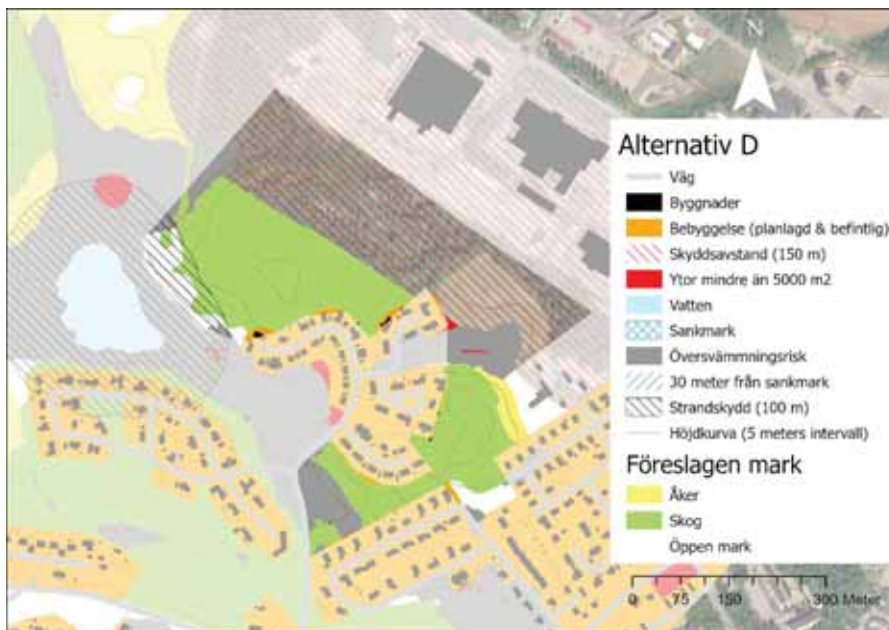 N
Alternativ D
Väg
Byggnader
Bebyggelse (planlagd & befintlig)
Skyddsavstand (150 m)
Ytor mindre än 5000 m2
Vatten
Sankmark
Översvämmningsrisk
30 meter från sankmark
Strandskydd (100 m)
Höjdkurva (5 meters intervall)
Föreslagen mark
Åker
Skog
Öppen mark
0 75 150 300 Meter